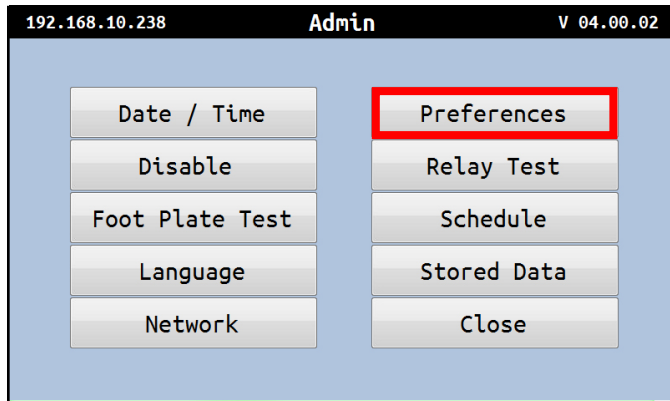 192.168.10.238 Admin V 04.00.02
Date / Time Preferences
Disable Relay Test
Foot Plate Test Schedule
Language Stored Data
Network Close